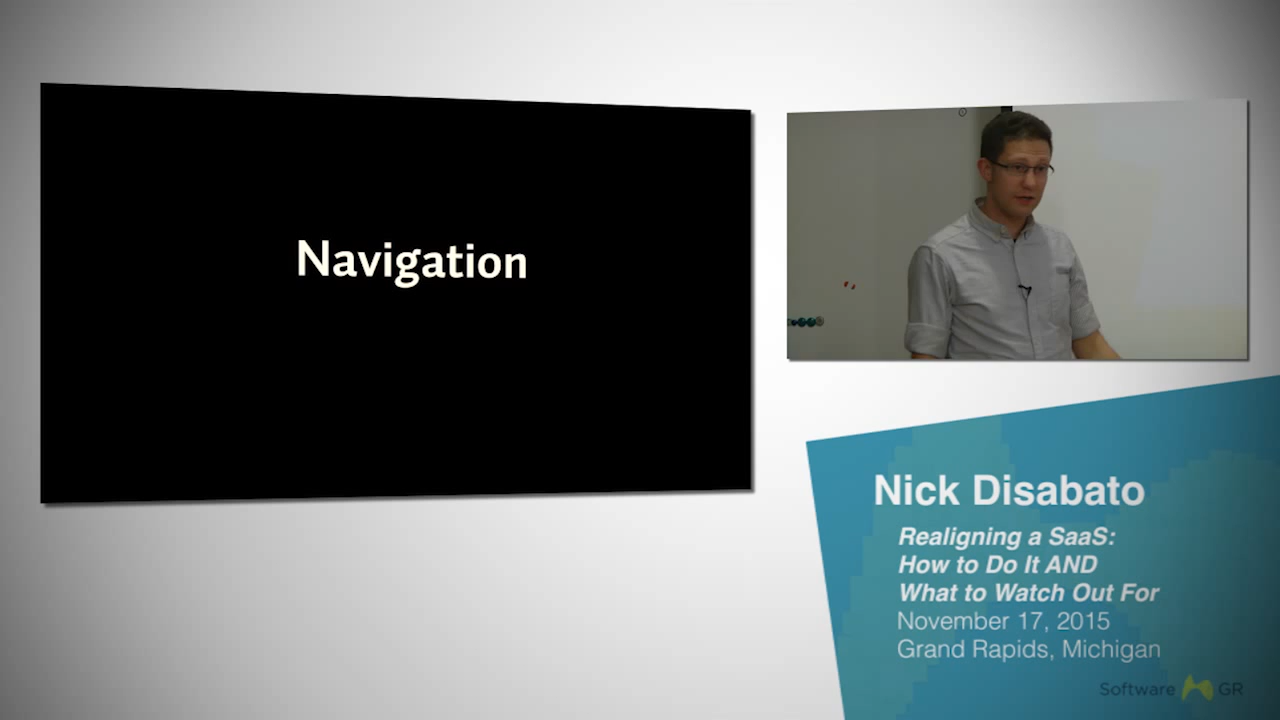 Navigation
Nick Disabato
Realigning a SaaS:
How to Do It AND
What to Watch Out For
November 17, 2015
Grand Rapids, Michigan
Software GR